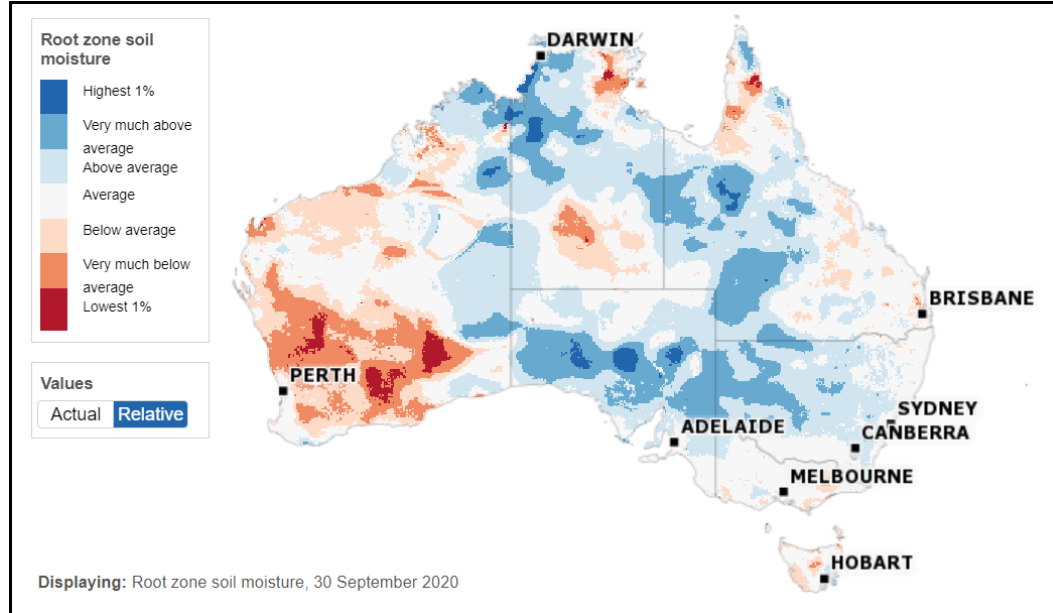 Root zone soil
moisture
Highest 1%
Very much above
average
Above average
Average
Below average
Very much below
average
Lowest 1%
Values
Actual Relative
DARWIN
BRISBANE
PERTH
SYDNEY
ADELAIDE
CANBERRA
MELBOURNE
HOBART
Displaying: Root zone soil moisture, 30 September 2020